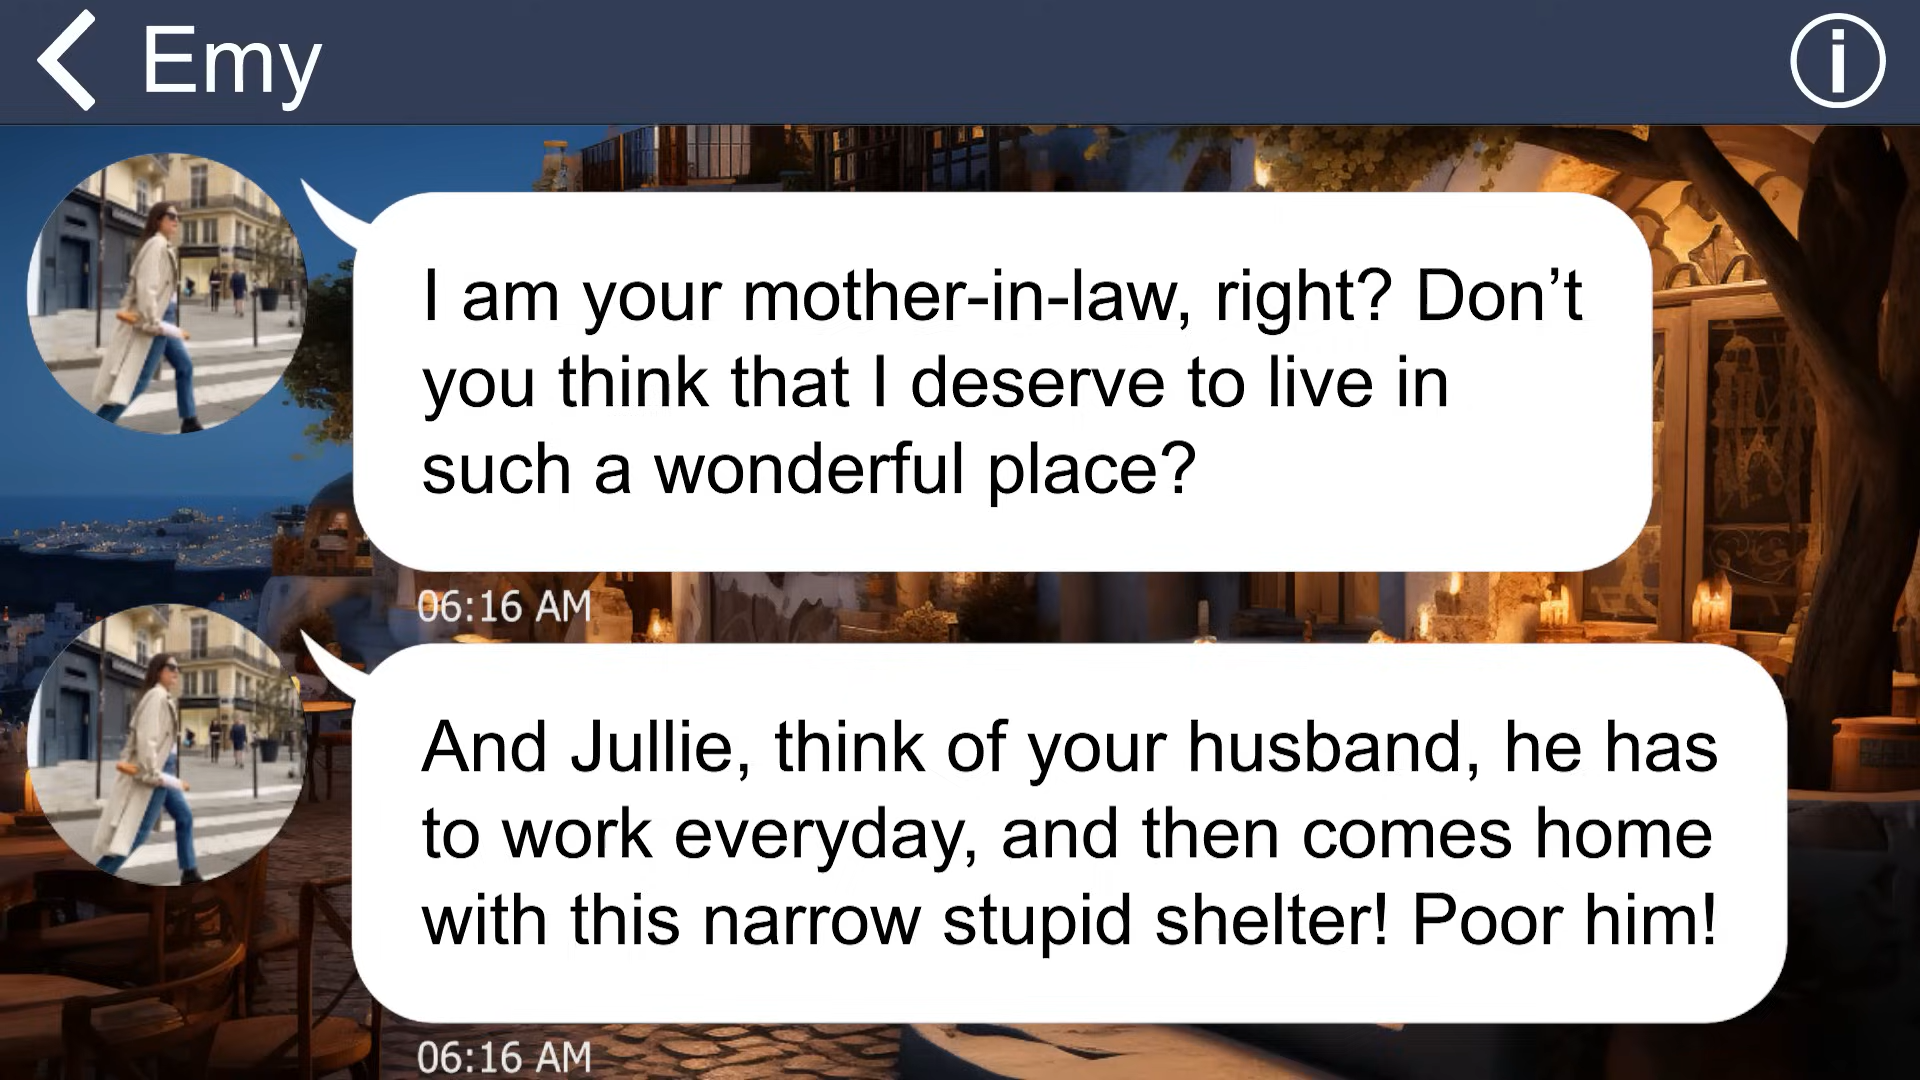 Emy
I am your mother-in-law, right? Don’t
you think that I deserve to live in
such a wonderful place?
06:16 AM
And Jullie, think of your husband, he has
to work everyday, and then comes home
with this narrow stupid shelter! Poor him!
06:16 AM